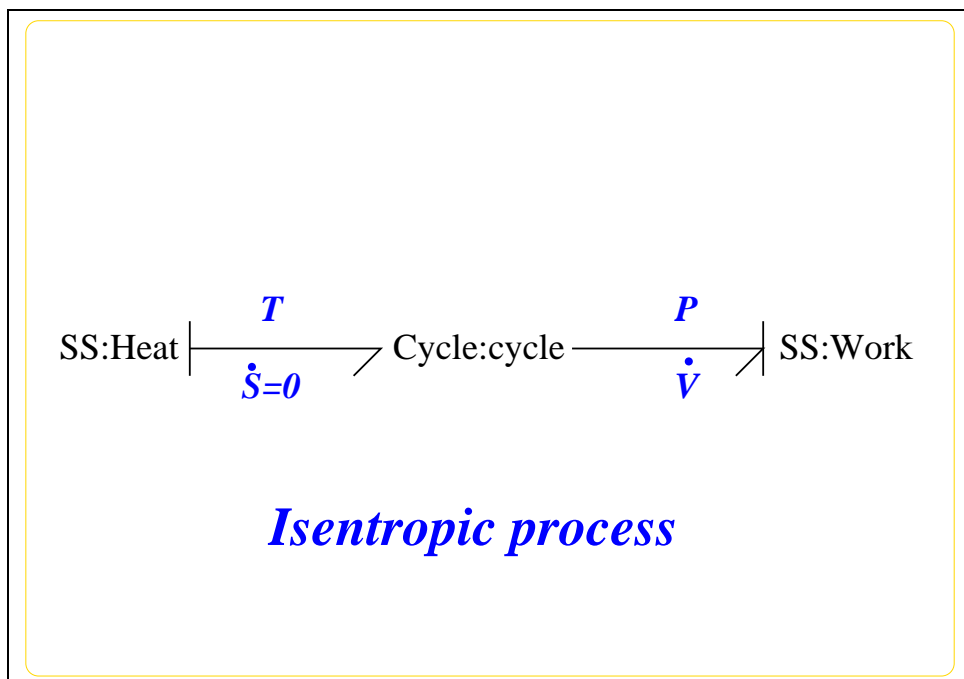 T P
SS:Heat Cycle:cycle SS:Work
Ṡ=0 V̇
Isentropic process